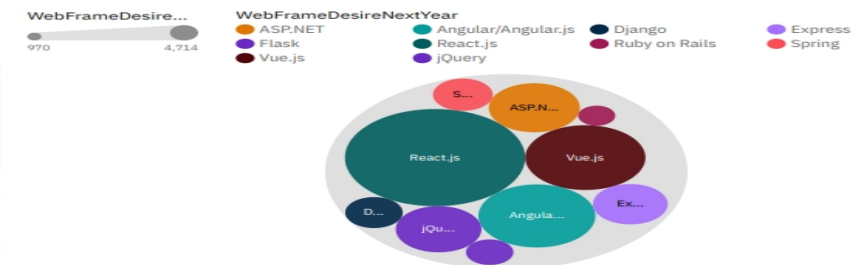 WebFrameDesire...
970 4,714
WebFrameDesireNextYear
ASP.NET Angular/Angular.js Django Express
Flask React.js Ruby on Rails Spring
Vue.js jQuery
S...
ASP.N...
React.js Vue.js
Ex...
D... Angula...
jQu...